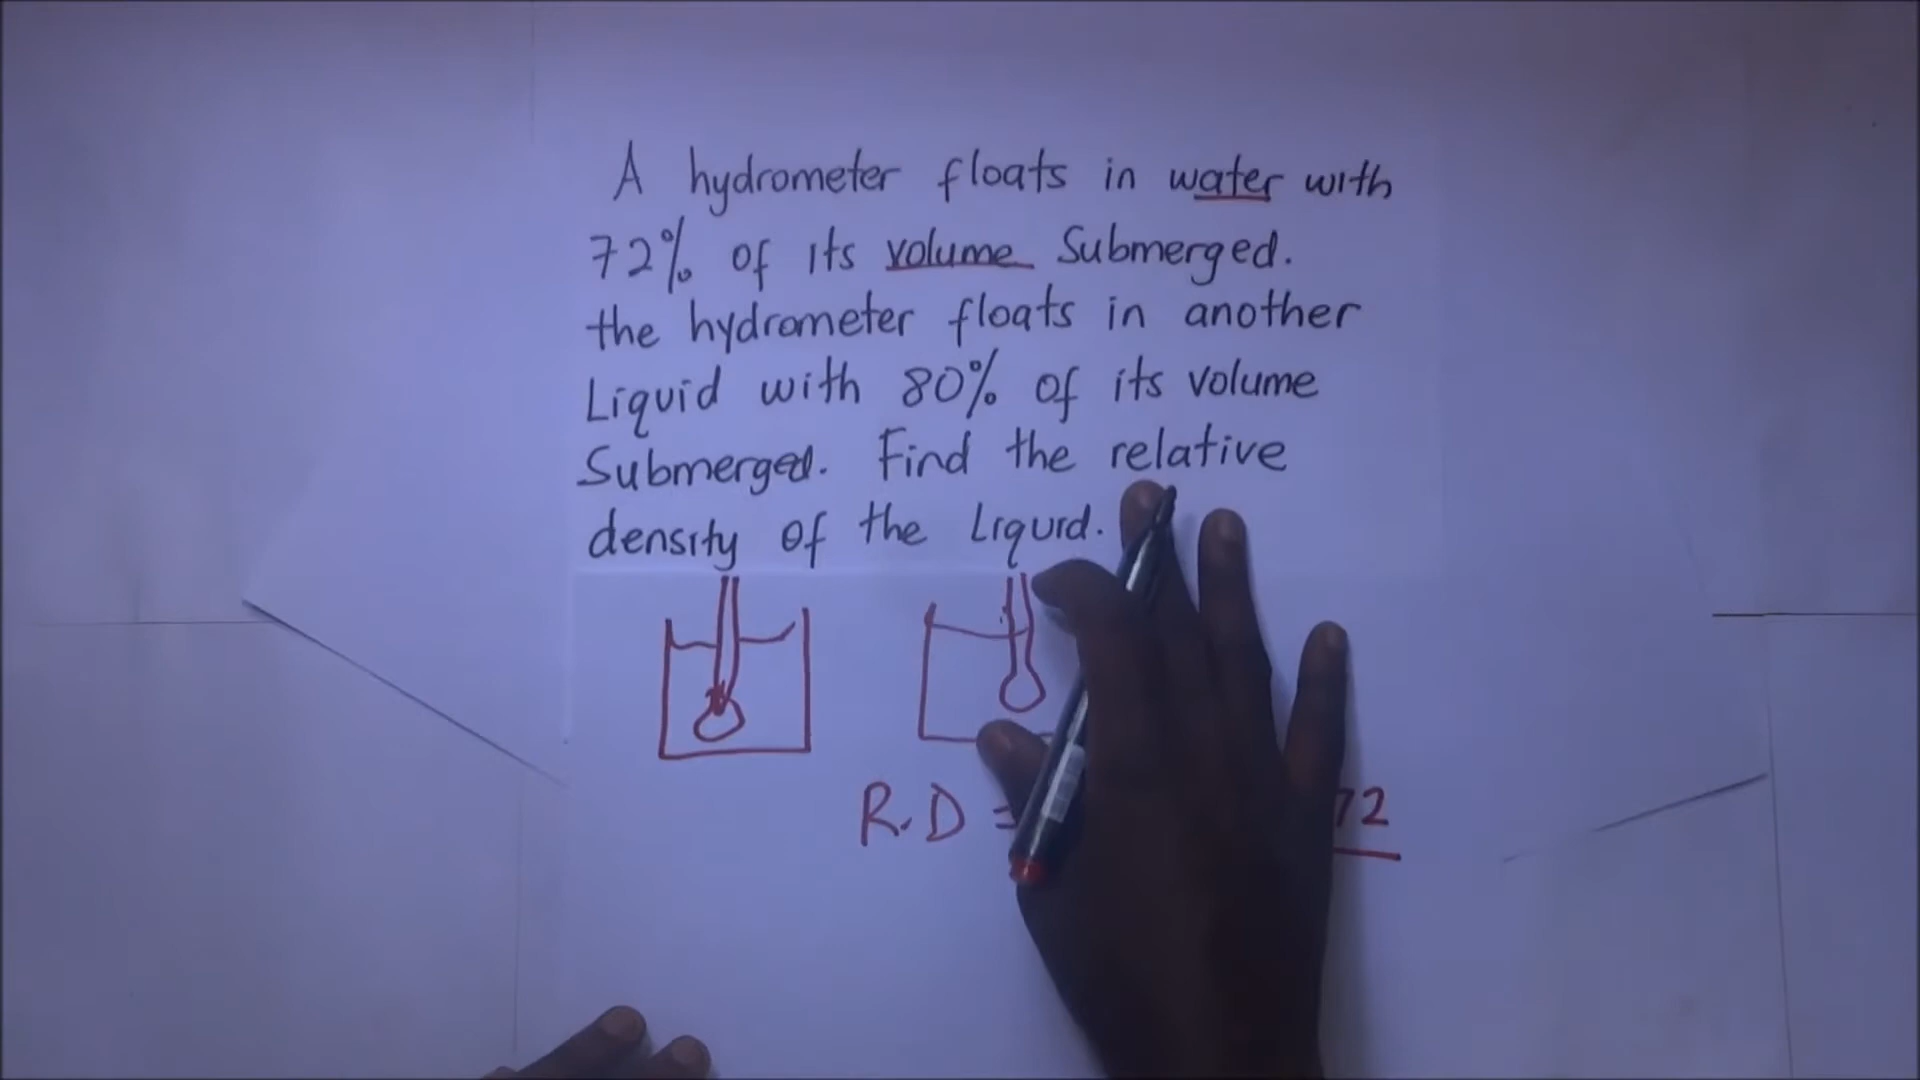 A hydrometer floats in water with
72% of its volume Submerged.
the hydrometer floats in another
Liquid with 80% of its volume
Submerged. Find the relative
density of the Liquid.
R.D = 72